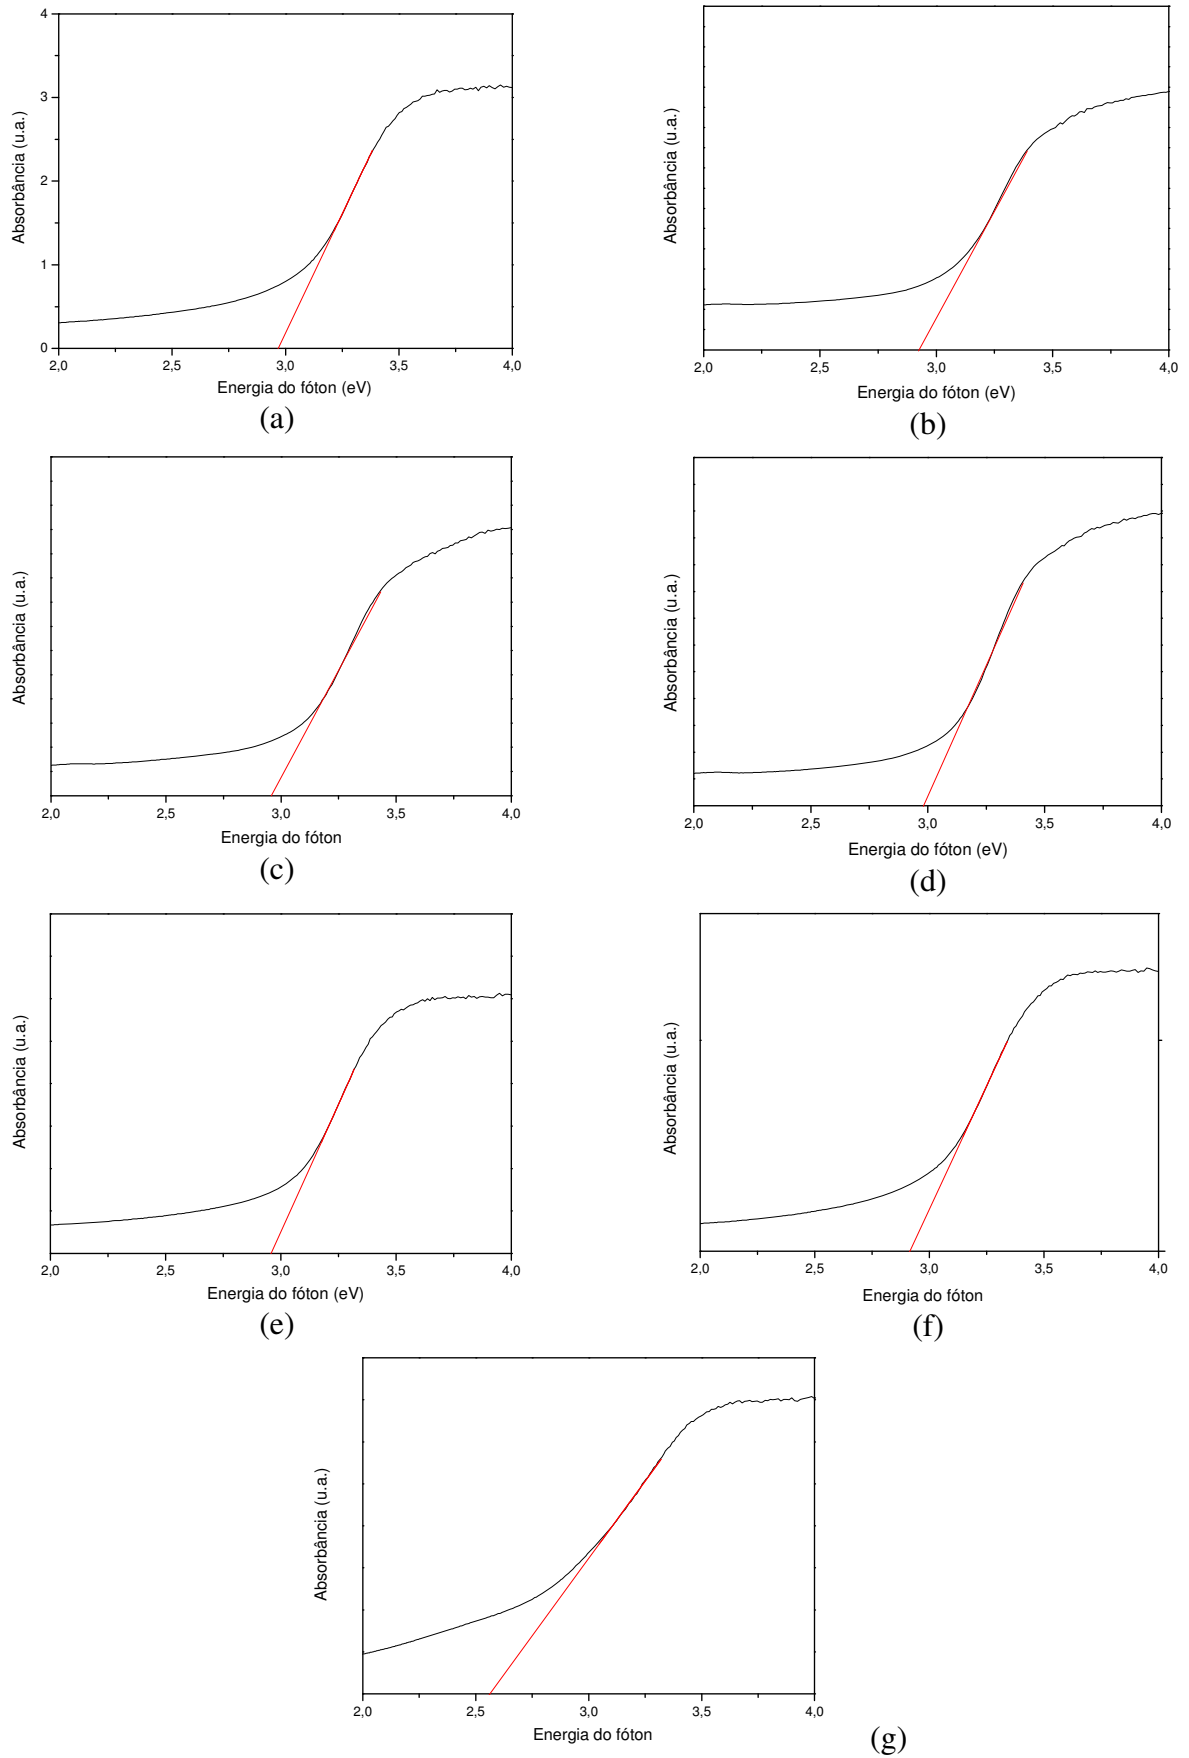 4
3
2
1
0
Absorbância (u.a.)
2,0 2,5 3,0 3,5 4,0
Energia do fóton (eV)
(a)
Absorbância (u.a.)
2,0 2,5 3,0 3,5 4,0
Energia do fóton (eV)
(b)
Absorbância (u.a.)
2,0 2,5 3,0 3,5 4,0
Energia do fóton
(c)
Absorbância (u.a.)
2,0 2,5 3,0 3,5 4,0
Energia do fóton (eV)
(d)
Absorbância (u.a.)
2,0 2,5 3,0 3,5 4,0
Energia do fóton (eV)
(e)
Absorbância (u.a.)
2,0 2,5 3,0 3,5 4,0
Energia do fóton
(f)
Absorbância (u.a.)
2,0 2,5 3,0 3,5 4,0
Energia do fóton
(g)